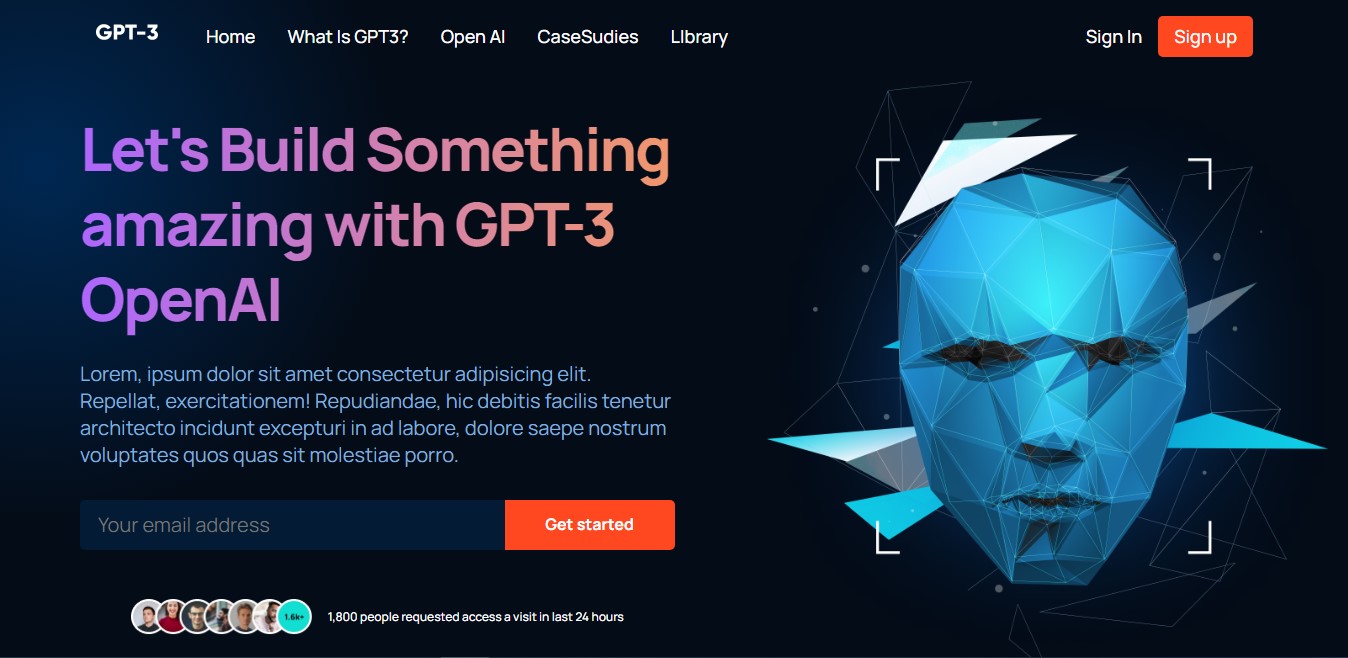 GPT-3
Home
What Is GPT3?
Open AI
CaseSudies
LIbrary
Sign In
Sign up
Let's Build Something
amazing with GPT-3
OpenAI
Lorem, ipsum dolor sit amet consectetur adipisicing elit.
Repellat, exercitationem! Repudiandae, hic debitis facilis tenetur
architecto incidunt excepturi in ad labore, dolore saepe nostrum
voluptates quos quas sit molestiae porro.
Your email address
Get started
1.6k+
1,800 people requested access a visit in last 24 hours